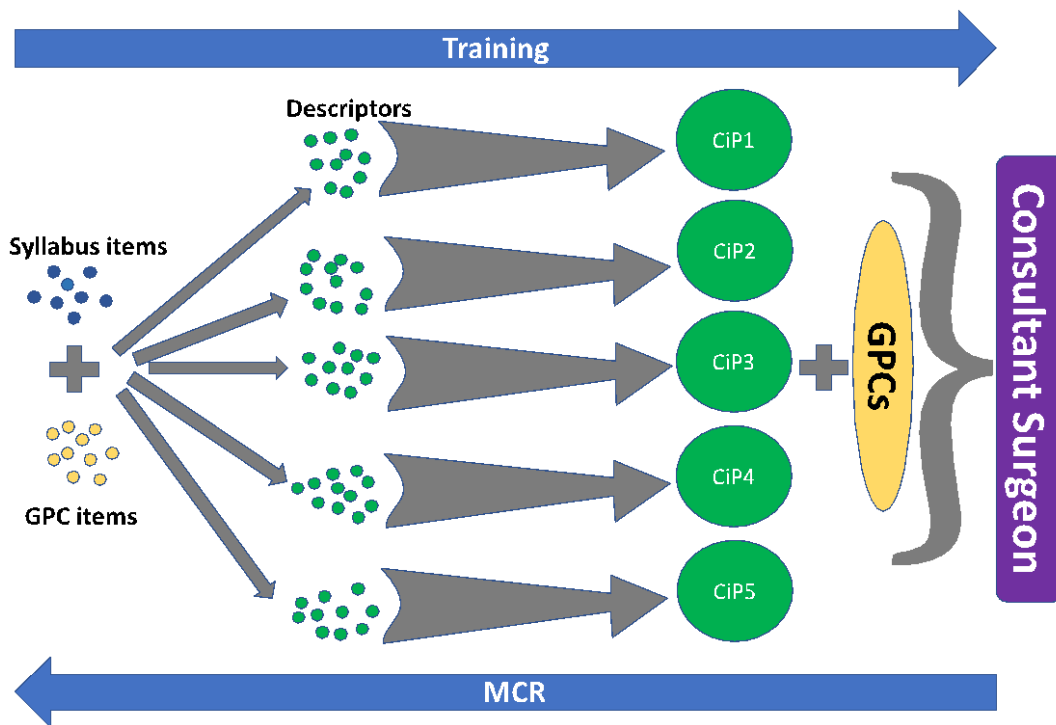 Training
Descriptors
Syllabus items
GPC items
CiP1
CiP2
CiP3
CiP4
CiP5
GPCs
Consultant Surgeon
MCR